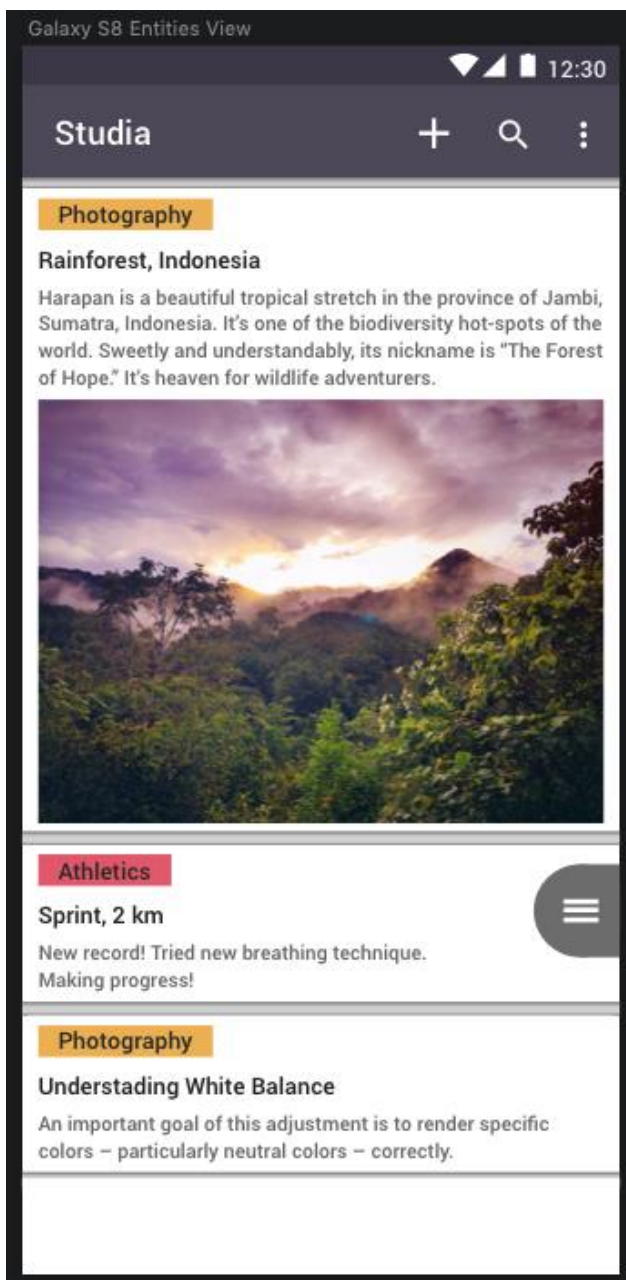 Galaxy S8 Entities View
12:30
Studia
Photography
Rainforest, Indonesia
Harapan is a beautiful tropical stretch in the province of Jambi,
Sumatra, Indonesia. It’s one of the biodiversity hot-spots of the
world. Sweetly and understandably, its nickname is “The Forest
of Hope.” It’s heaven for wildlife adventurers.
Athletics
Sprint, 2 km
New record! Tried new breathing technique.
Making progress!
Photography
Understading White Balance
An important goal of this adjustment is to render specific
colors – particularly neutral colors – correctly.